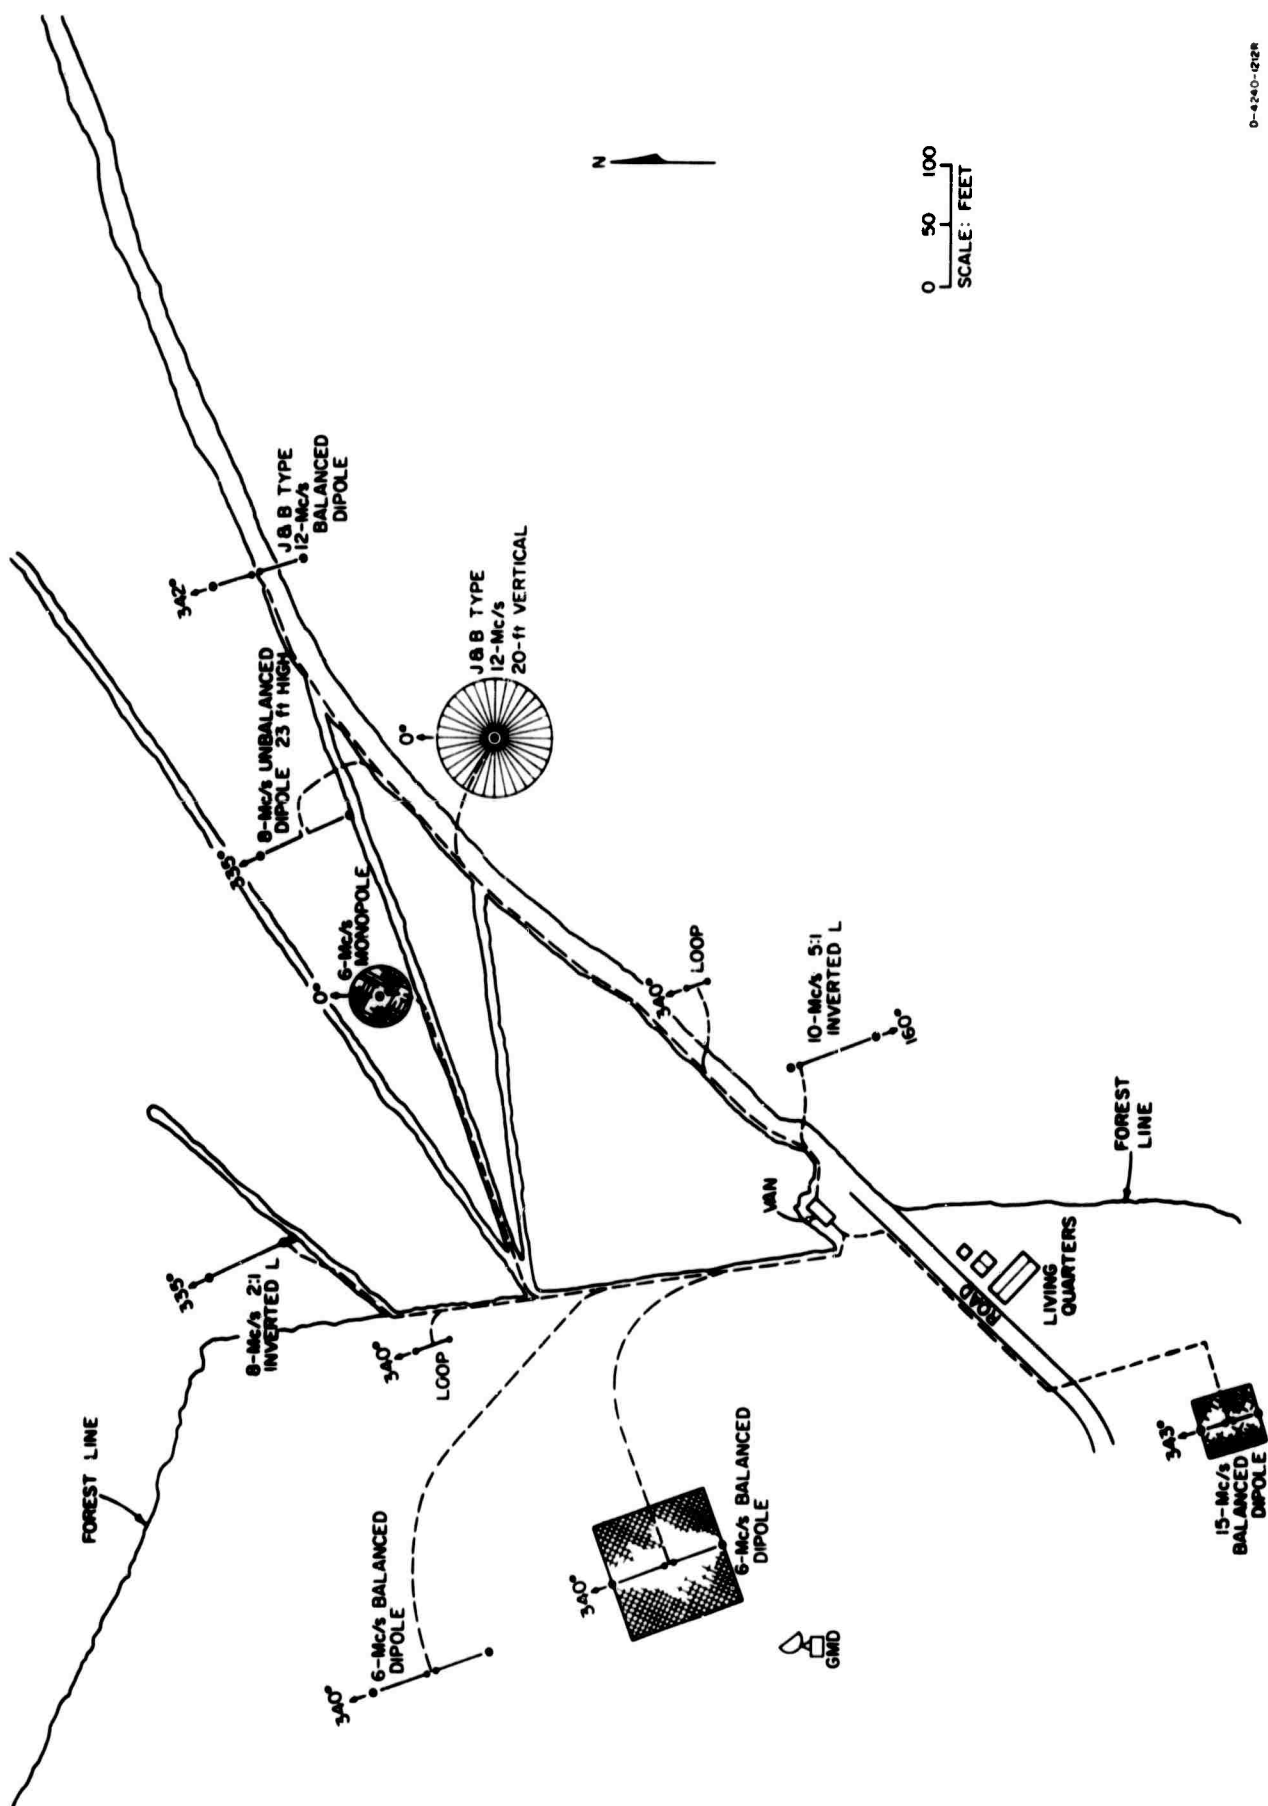 FOREST LINE
335°
8-Mc/s 2:1
INVERTED L
340°
LOOP
340°
6-Mc/s BALANCED
DIPOLE
340°
6-Mc/s BALANCED
DIPOLE
GMD
343°
15-Mc/s
BALANCED
DIPOLE
ROAD
LIVING
QUARTERS
FOREST
LINE
VAN
10-Mc/s 5:1
INVERTED L
160°
340°
LOOP
0°
6-Mc/s
MONOPOLE
335°
8-Mc/s UNBALANCED
DIPOLE 23 ft HIGH
0°
J & B TYPE
12-Mc/s
20-ft VERTICAL
342°
J & B TYPE
12-Mc/s
BALANCED
DIPOLE
N
0 50 100
SCALE: FEET
D-4240-1212R